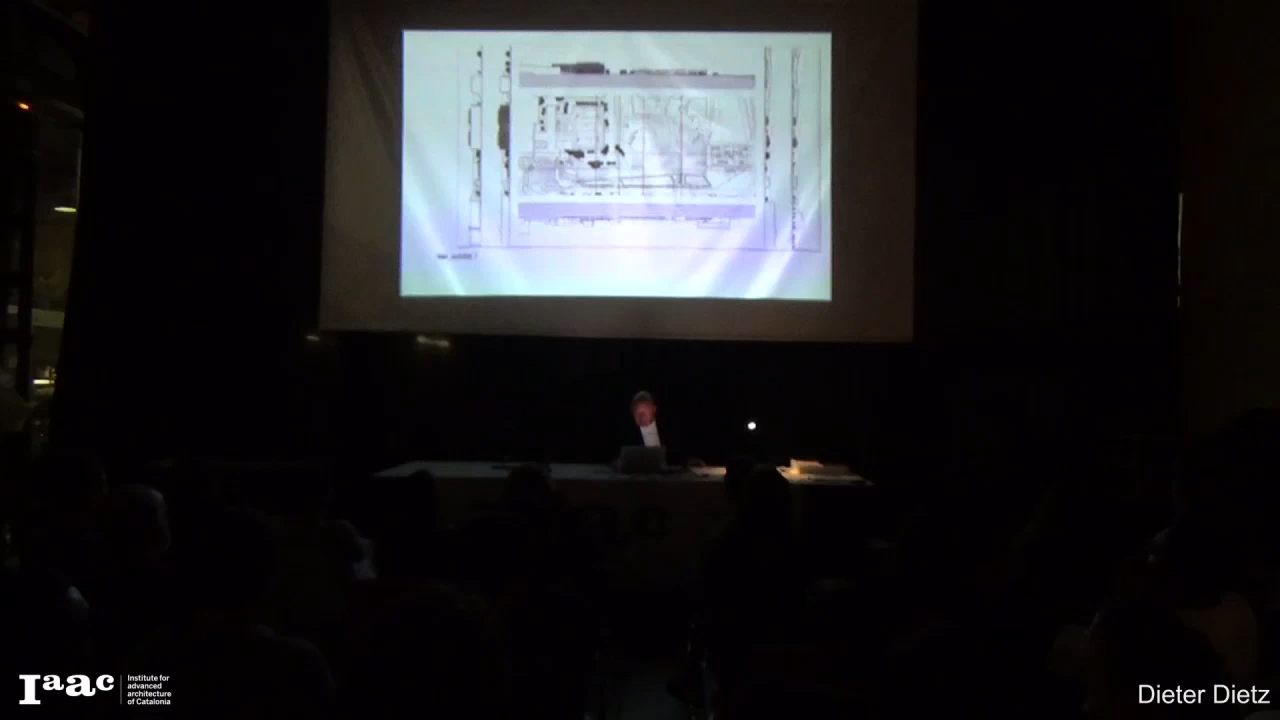 Iaac
Institute for
advanced
architecture
of Catalonia
Dieter Dietz